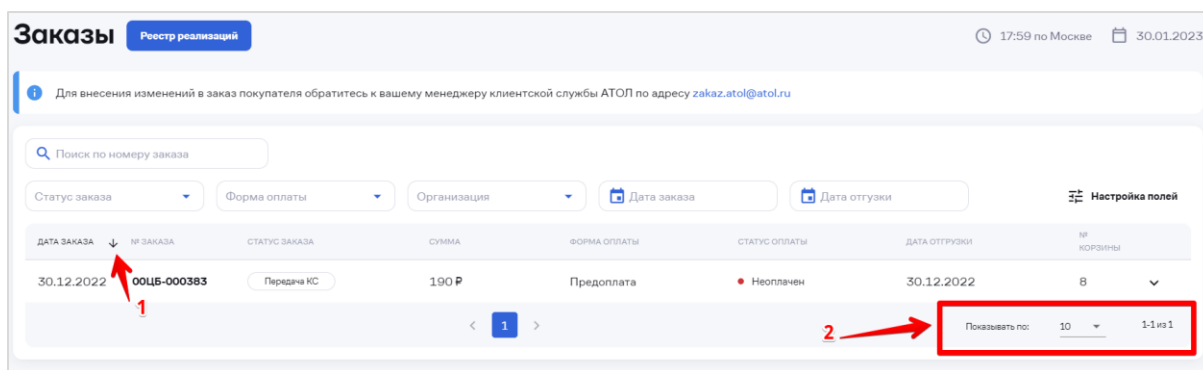 Заказы Реестр реализаций 17:59 по Москве 30.01.2023
Для внесения изменений в заказ покупателя обратитесь к вашему менеджеру клиентской службы АТОЛ по адресу zakaz.atol@atol.ru
Поиск по номеру заказа
Статус заказа Форма оплаты Организация Дата заказа Дата отгузки Настройка полей
ДАТА ЗАКАЗА № ЗАКАЗА СТАТУС ЗАКАЗА СУММА ФОРМА ОПЛАТЫ СТАТУС ОПЛАТЫ ДАТА ОТГРУЗКИ №
КОРЗИНЫ
30.12.2022 00ЦБ-000383 Передача КС 190 ₽ Предоплата Неоплачен 30.12.2022 8
1
< 1 > 2 Показывать по: 10 1-1 из 1